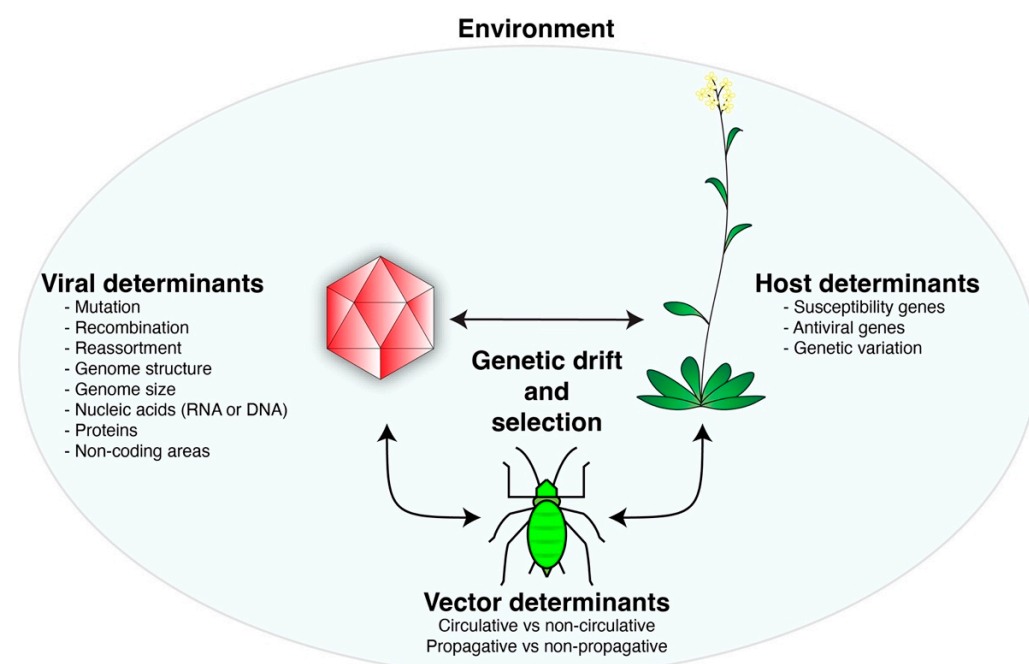 Environment
Viral determinants
- Mutation
- Recombination
- Reassortment
- Genome structure
- Genome size
- Nucleic acids (RNA or DNA)
- Proteins
- Non-coding areas
Genetic drift
and
selection
Host determinants
- Susceptibility genes
- Antiviral genes
- Genetic variation
Vector determinants
Circulative vs non-circulative
Propagative vs non-propagative